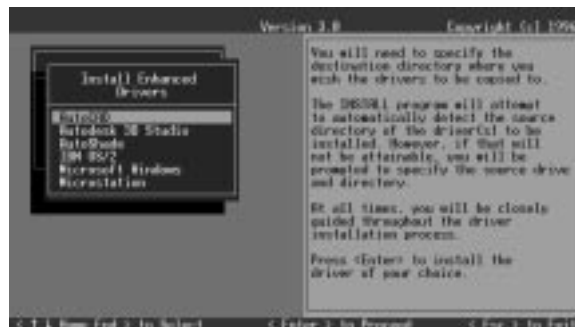 Version 3.0
Copyright (c) 1996
Install Enhanced
Drivers
AutoCAD
Autodesk 3D Studio
AutoShade
IBM OS/2
Microsoft Windows
Microstation
You will need to specify the
destination directory where you
wish the drivers to be copied to.
The INSTALL program will attempt
to automatically detect the source
directory of the driver(s) to be
installed. However, if that will
not be attainable, you will be
prompted to specify the source drive
and directory.
At all times, you will be closely
guided throughout the driver
installation process.
Press <Enter> to install the
driver of your choice.
Home End > to Select
< Enter > to Proceed
< Esc > to Exit